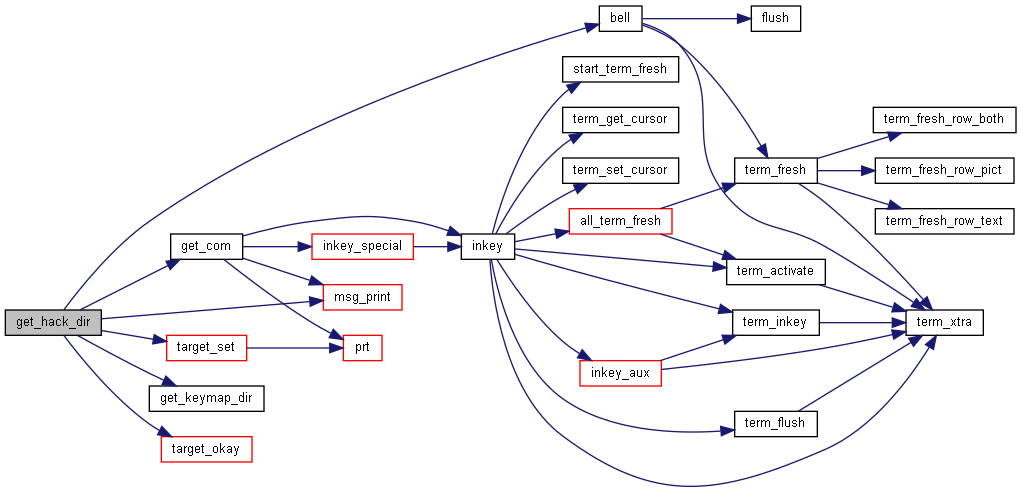 bell
flush
start_term_fresh
term_get_cursor
term_fresh_row_both
term_set_cursor
term_fresh
term_fresh_row_pict
all_term_fresh
term_fresh_row_text
get_com
inkey_special
inkey
term_activate
msg_print
get_hack_dir
term_inkey
term_xtra
target_set
prt
inkey_aux
get_keymap_dir
term_flush
target_okay